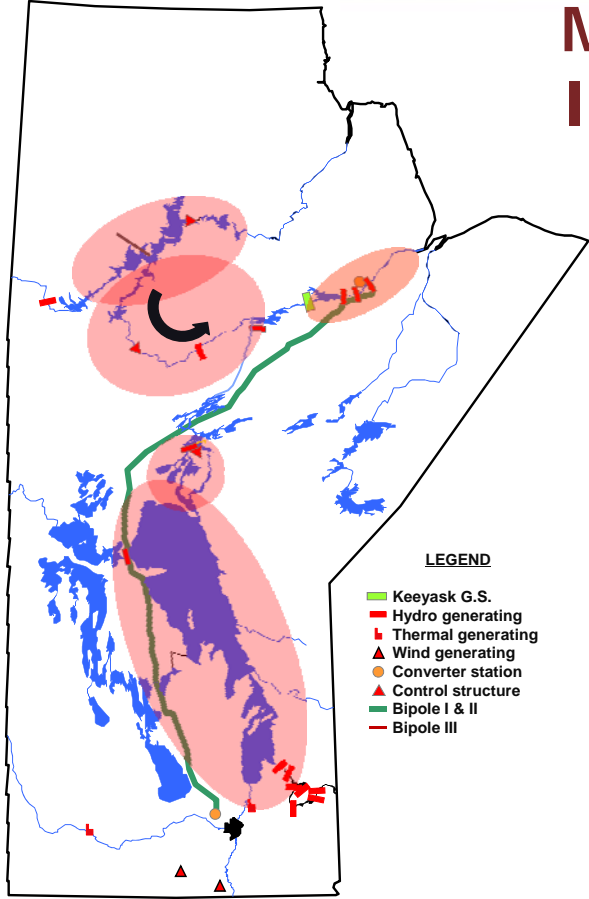 LEGEND
Keeyask G.S.
Hydro generating
Thermal generating
Wind generating
Converter station
Control structure
Bipole I & II
Bipole III